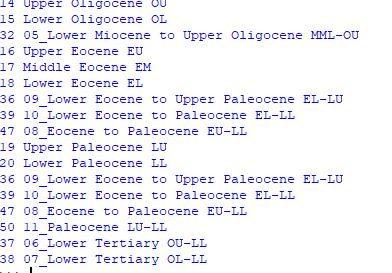 14 Upper Oligocene OU
15 Lower Oligocene OL
32 05_Lower Miocene to Upper Oligocene MML-OU
16 Upper Eocene EU
17 Middle Eocene EM
18 Lower Eocene EL
36 09_Lower Eocene to Upper Paleocene EL-LU
39 10_Lower Eocene to Paleocene EL-LL
47 08_Eocene to Paleocene EU-LL
19 Upper Paleocene LU
20 Lower Paleocene LL
36 09_Lower Eocene to Upper Paleocene EL-LU
39 10_Lower Eocene to Paleocene EL-LL
47 08_Eocene to Paleocene EU-LL
50 11_Paleocene LU-LL
37 06_Lower Tertiary OU-LL
38 07_Lower Tertiary OL-LL